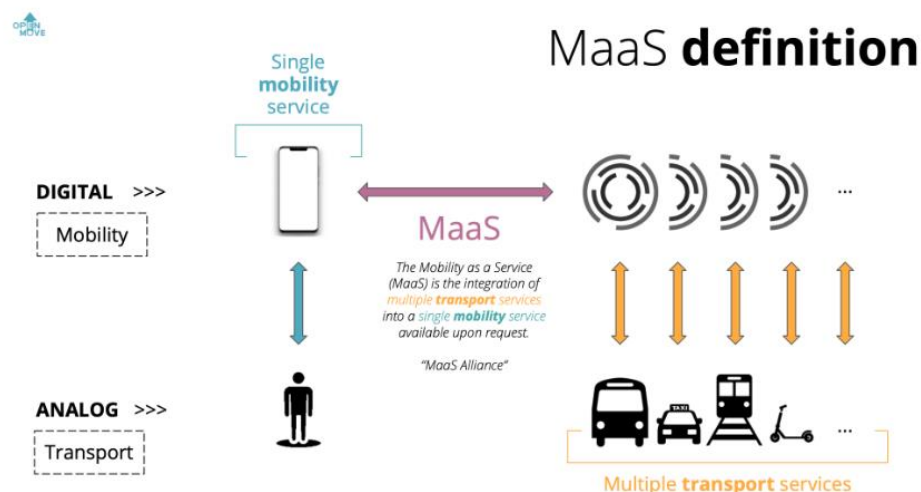 OPEN
MOVE
MaaS definition
Single
mobility
service
DIGITAL >>>
Mobility
...
MaaS
The Mobility as a Service
(MaaS) is the integration of
multiple transport services
into a single mobility service
available upon request.
"MaaS Alliance"
TAXI
ANALOG >>>
Transport
...
Multiple transport services